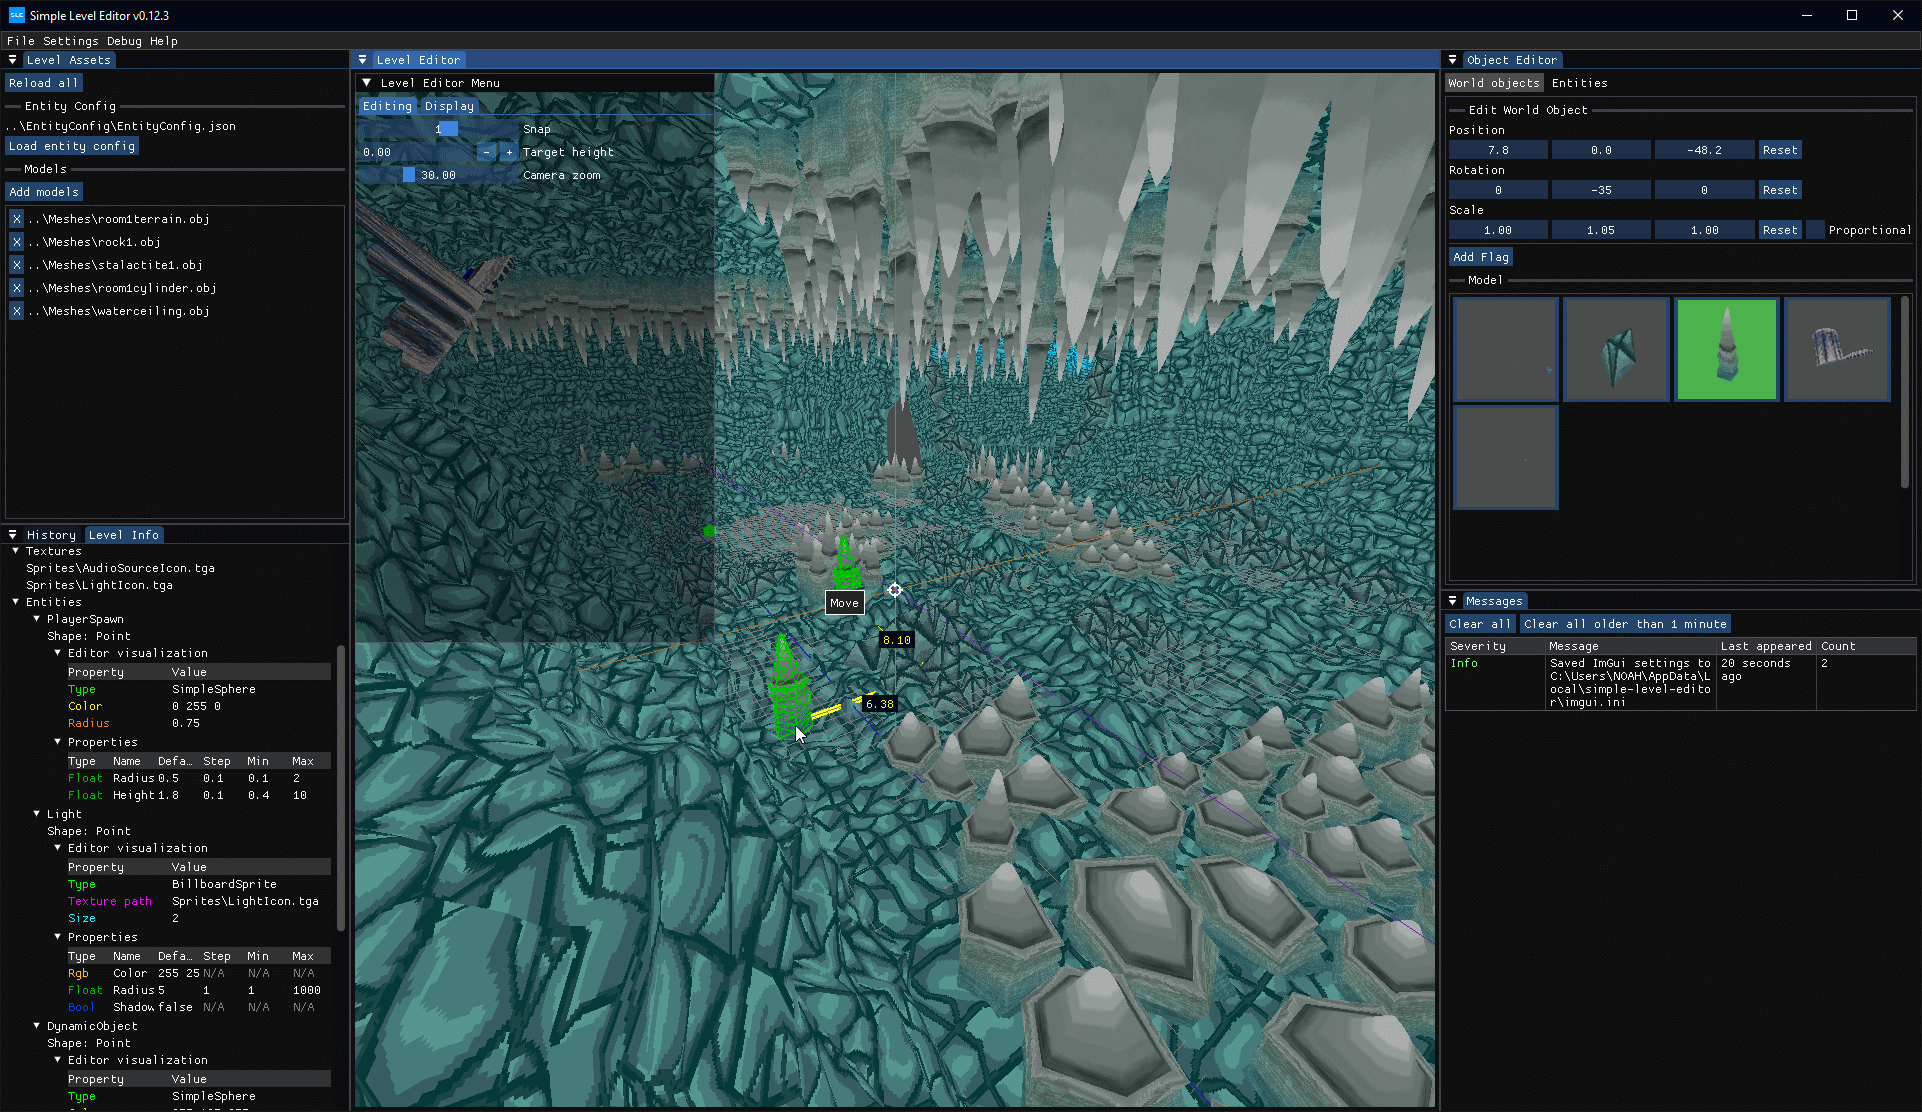 SLE Simple Level Editor v0.12.3
File Settings Debug Help
Level Assets
Reload all
Entity Config
..\EntityConfig\EntityConfig.json
Load entity config
Models
Add models
X ..\Meshes\room1terrain.obj
X ..\Meshes\rock1.obj
X ..\Meshes\stalactite1.obj
X ..\Meshes\room1cylinder.obj
X ..\Meshes\waterceiling.obj
History Level Info
Textures
Sprites\AudioSourceIcon.tga
Sprites\LightIcon.tga
Entities
PlayerSpawn
Shape: Point
Editor visualization
Property Value
Type SimpleSphere
Color 0 255 0
Radius 0.75
Properties
Type Name Defa… Step Min Max
Float Radius 0.5 0.1 0.1 2
Float Height 1.8 0.1 0.4 10
Light
Shape: Point
Editor visualization
Property Value
Type BillboardSprite
Texture path Sprites\LightIcon.tga
Size 2
Properties
Type Name Defa… Step Min Max
Rgb Color 255 25 N/A N/A N/A
Float Radius 5 1 1 1000
Bool Shadow false N/A N/A N/A
DynamicObject
Shape: Point
Editor visualization
Property Value
Type SimpleSphere
Level Editor
Level Editor Menu
Editing Display
1 Snap
0.00 - + Target height
30.00 Camera zoom
Move
8.10
6.38
Object Editor
World objects Entities
Edit World Object
Position
7.8 0.0 -48.2 Reset
Rotation
0 -35 0 Reset
Scale
1.00 1.05 1.00 Reset Proportional
Add Flag
Model
Messages
Clear all Clear all older than 1 minute
Severity Message Last appeared Count
Info Saved ImGui settings to 20 seconds 2
C:\Users\NOAH\AppData\L ago
ocal\simple-level-edito
r\imgui.ini